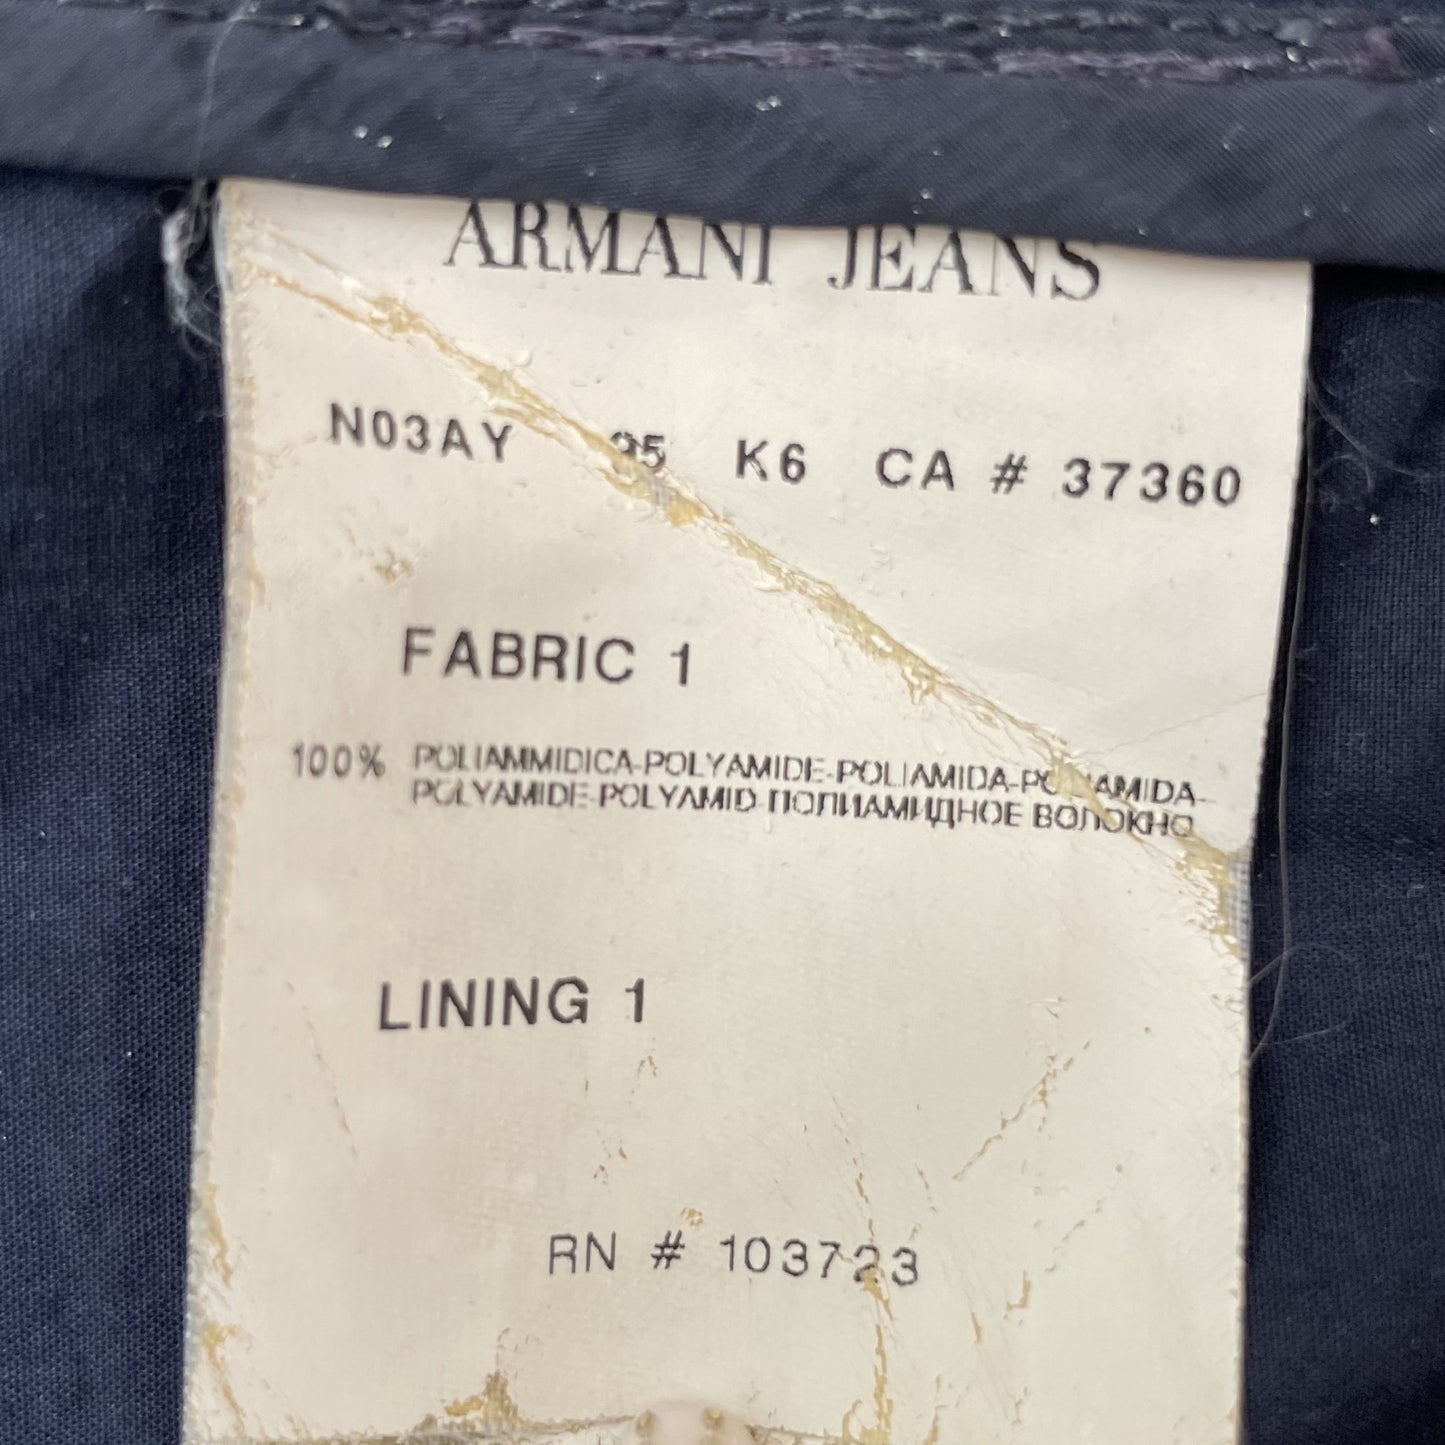 ARMANI JEANS
N03AY 95 K6 CA # 37360
FABRIC 1
100% POLIAMMIDICA-POLYAMIDE-POLIAMIDA-POLIAMIDA-
POLYAMIDE-POLYAMID-ПОЛИАМИДНОЕ ВОЛОКНО
LINING 1
RN # 103723